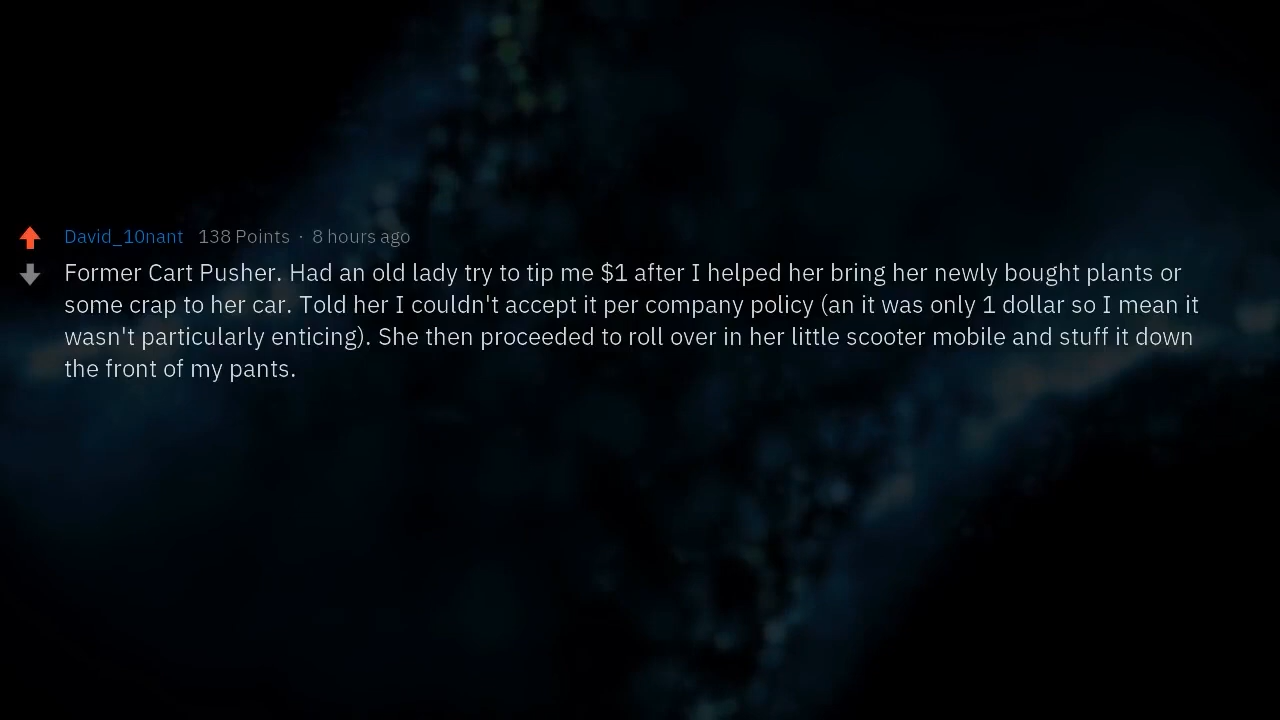 David_10nant 138 Points · 8 hours ago
Former Cart Pusher. Had an old lady try to tip me $1 after I helped her bring her newly bought plants or
some crap to her car. Told her I couldn't accept it per company policy (an it was only 1 dollar so I mean it
wasn't particularly enticing). She then proceeded to roll over in her little scooter mobile and stuff it down
the front of my pants.